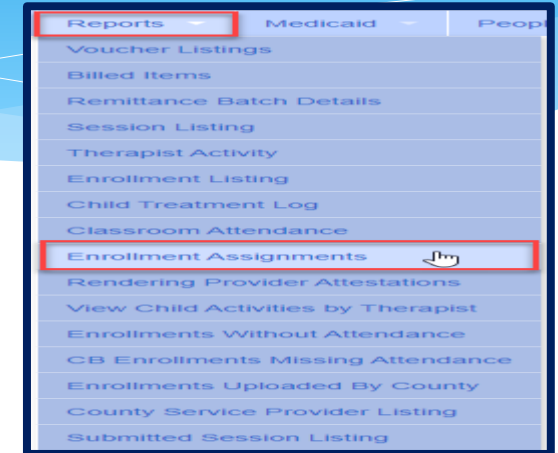 Reports Medicaid Peopl
Voucher Listings
Billed Items
Remittance Batch Details
Session Listing
Therapist Activity
Enrollment Listing
Child Treatment Log
Classroom Attendance
Enrollment Assignments
Rendering Provider Attestations
View Child Activities by Therapist
Enrollments Without Attendance
CB Enrollments Missing Attendance
Enrollments Uploaded By County
County Service Provider Listing
Submitted Session Listing